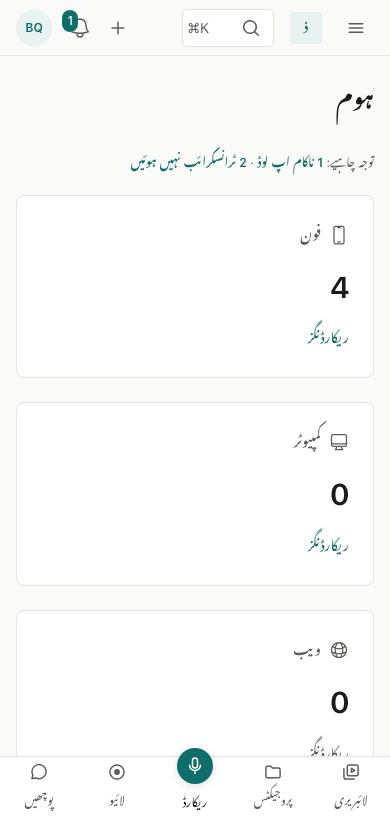 ذ
⌘K
1
BQ
ہوم
توجہ چاہیے: 1 ناکام اپ لوڈ · 2 ٹرانسکرائب نہیں ہوئیں
فون
4
ریکارڈنگز
کمپیوٹر
0
ریکارڈنگز
ویب
0
ریکارڈنگز
لائبریری
پروجیکٹس
ریکارڈ
لائیو
پوچھیں